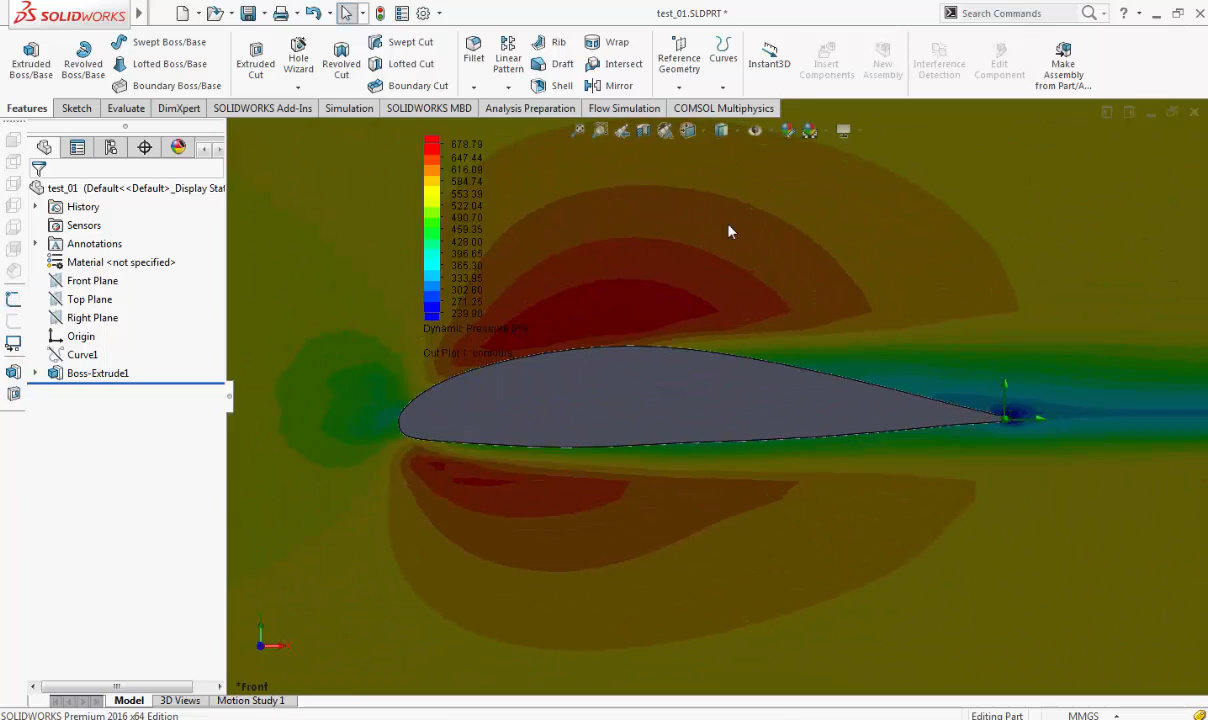 SOLIDWORKS
test_01.SLDPRT *
Search Commands
?
Extruded Boss/Base
Revolved Boss/Base
Swept Boss/Base
Lofted Boss/Base
Boundary Boss/Base
Extruded Cut
Hole Wizard
Revolved Cut
Swept Cut
Lofted Cut
Boundary Cut
Fillet
Linear Pattern
Rib
Draft
Shell
Wrap
Intersect
Mirror
Reference Geometry
Curves
Instant3D
Insert Components
New Assembly
Interference Detection
Edit Component
Make Assembly from Part/A...
Features
Sketch
Evaluate
DimXpert
SOLIDWORKS Add-Ins
Simulation
SOLIDWORKS MBD
Analysis Preparation
Flow Simulation
COMSOL Multiphysics
test_01 (Default<<Default>_Display Stat
History
Sensors
Annotations
Material <not specified>
Front Plane
Top Plane
Right Plane
Origin
Curve1
Boss-Extrude1
678.79
647.44
616.09
584.74
553.39
522.04
490.70
459.35
428.00
396.65
365.30
333.95
302.60
271.25
239.90
Dynamic Pressure [Pa]
Cut Plot 1: contours
*Front
Model
3D Views
Motion Study 1
SOLIDWORKS Premium 2016 x64 Edition
Editing Part
MMGS